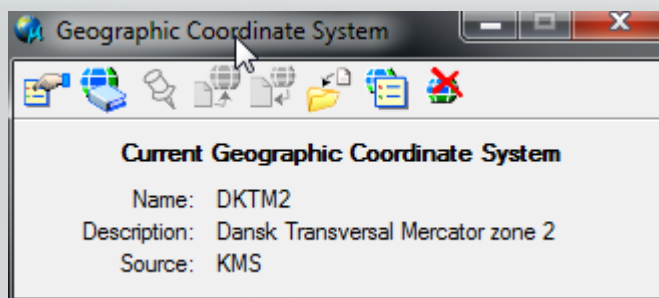 Geographic Coordinate System
Current Geographic Coordinate System
Name: DKTM2
Description: Dansk Transversal Mercator zone 2
Source: KMS